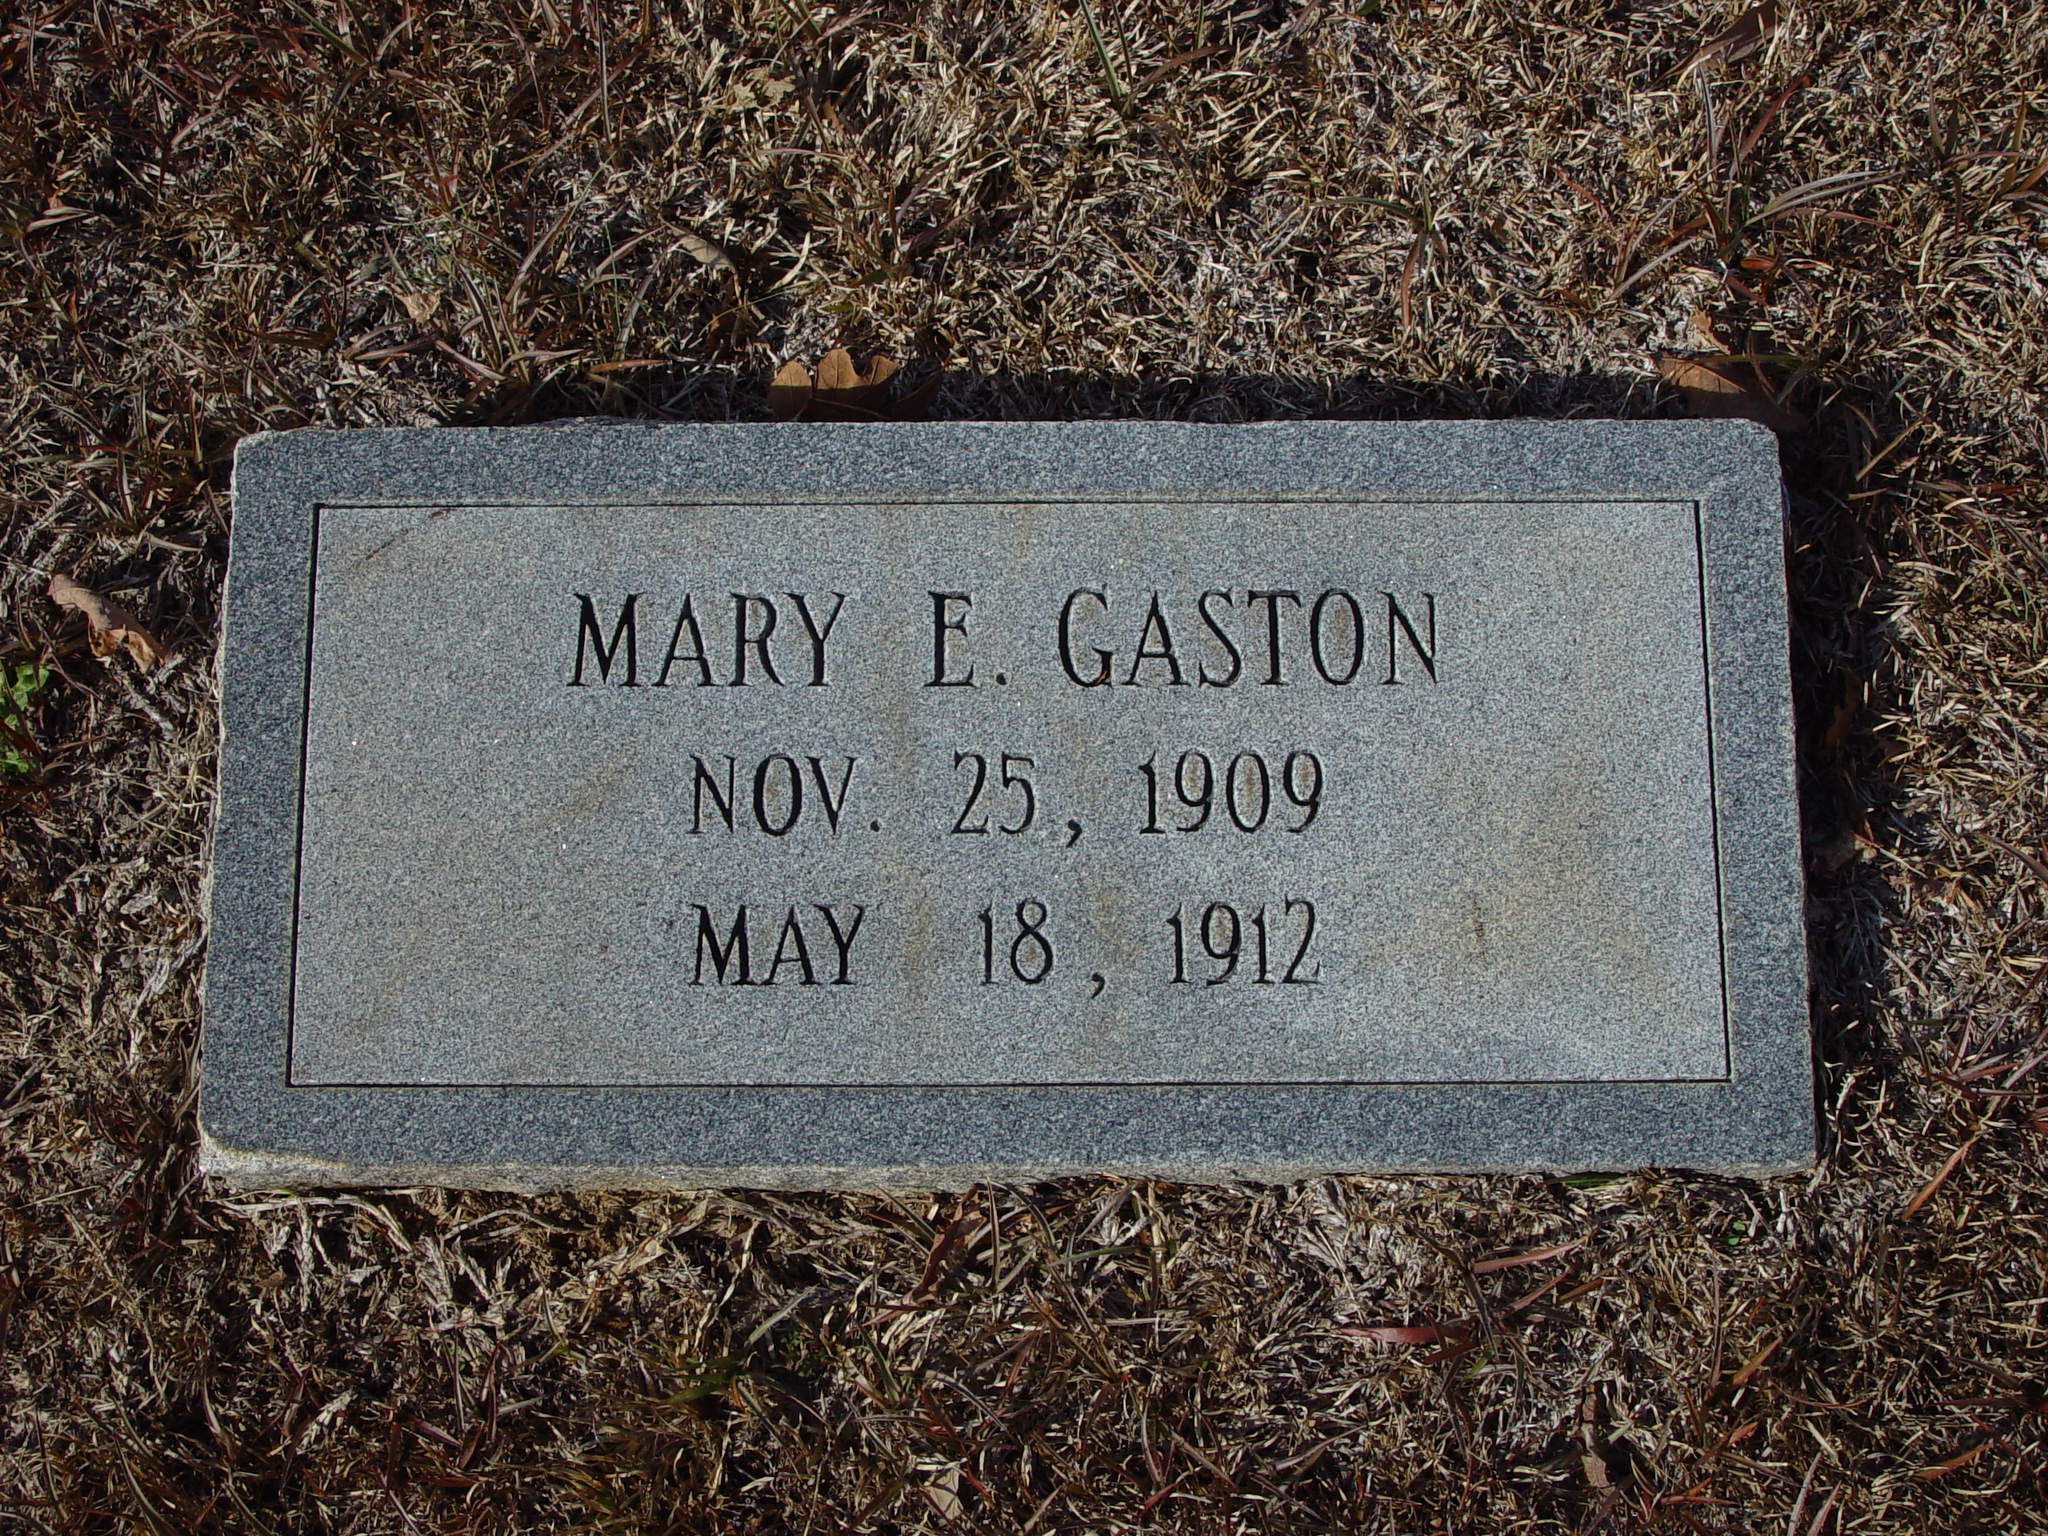 MARY E. GASTON
NOV. 25, 1909
MAY 18, 1912